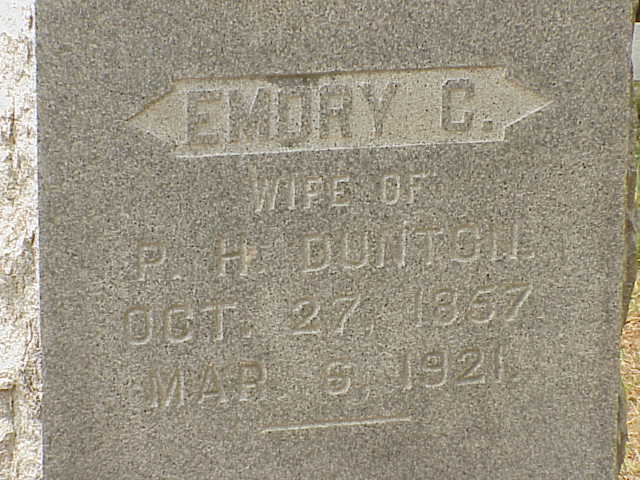 EMORY C.
WIFE OF
P. H. DUNTON.
OCT. 27, 1857
MAR. 6, 1921.